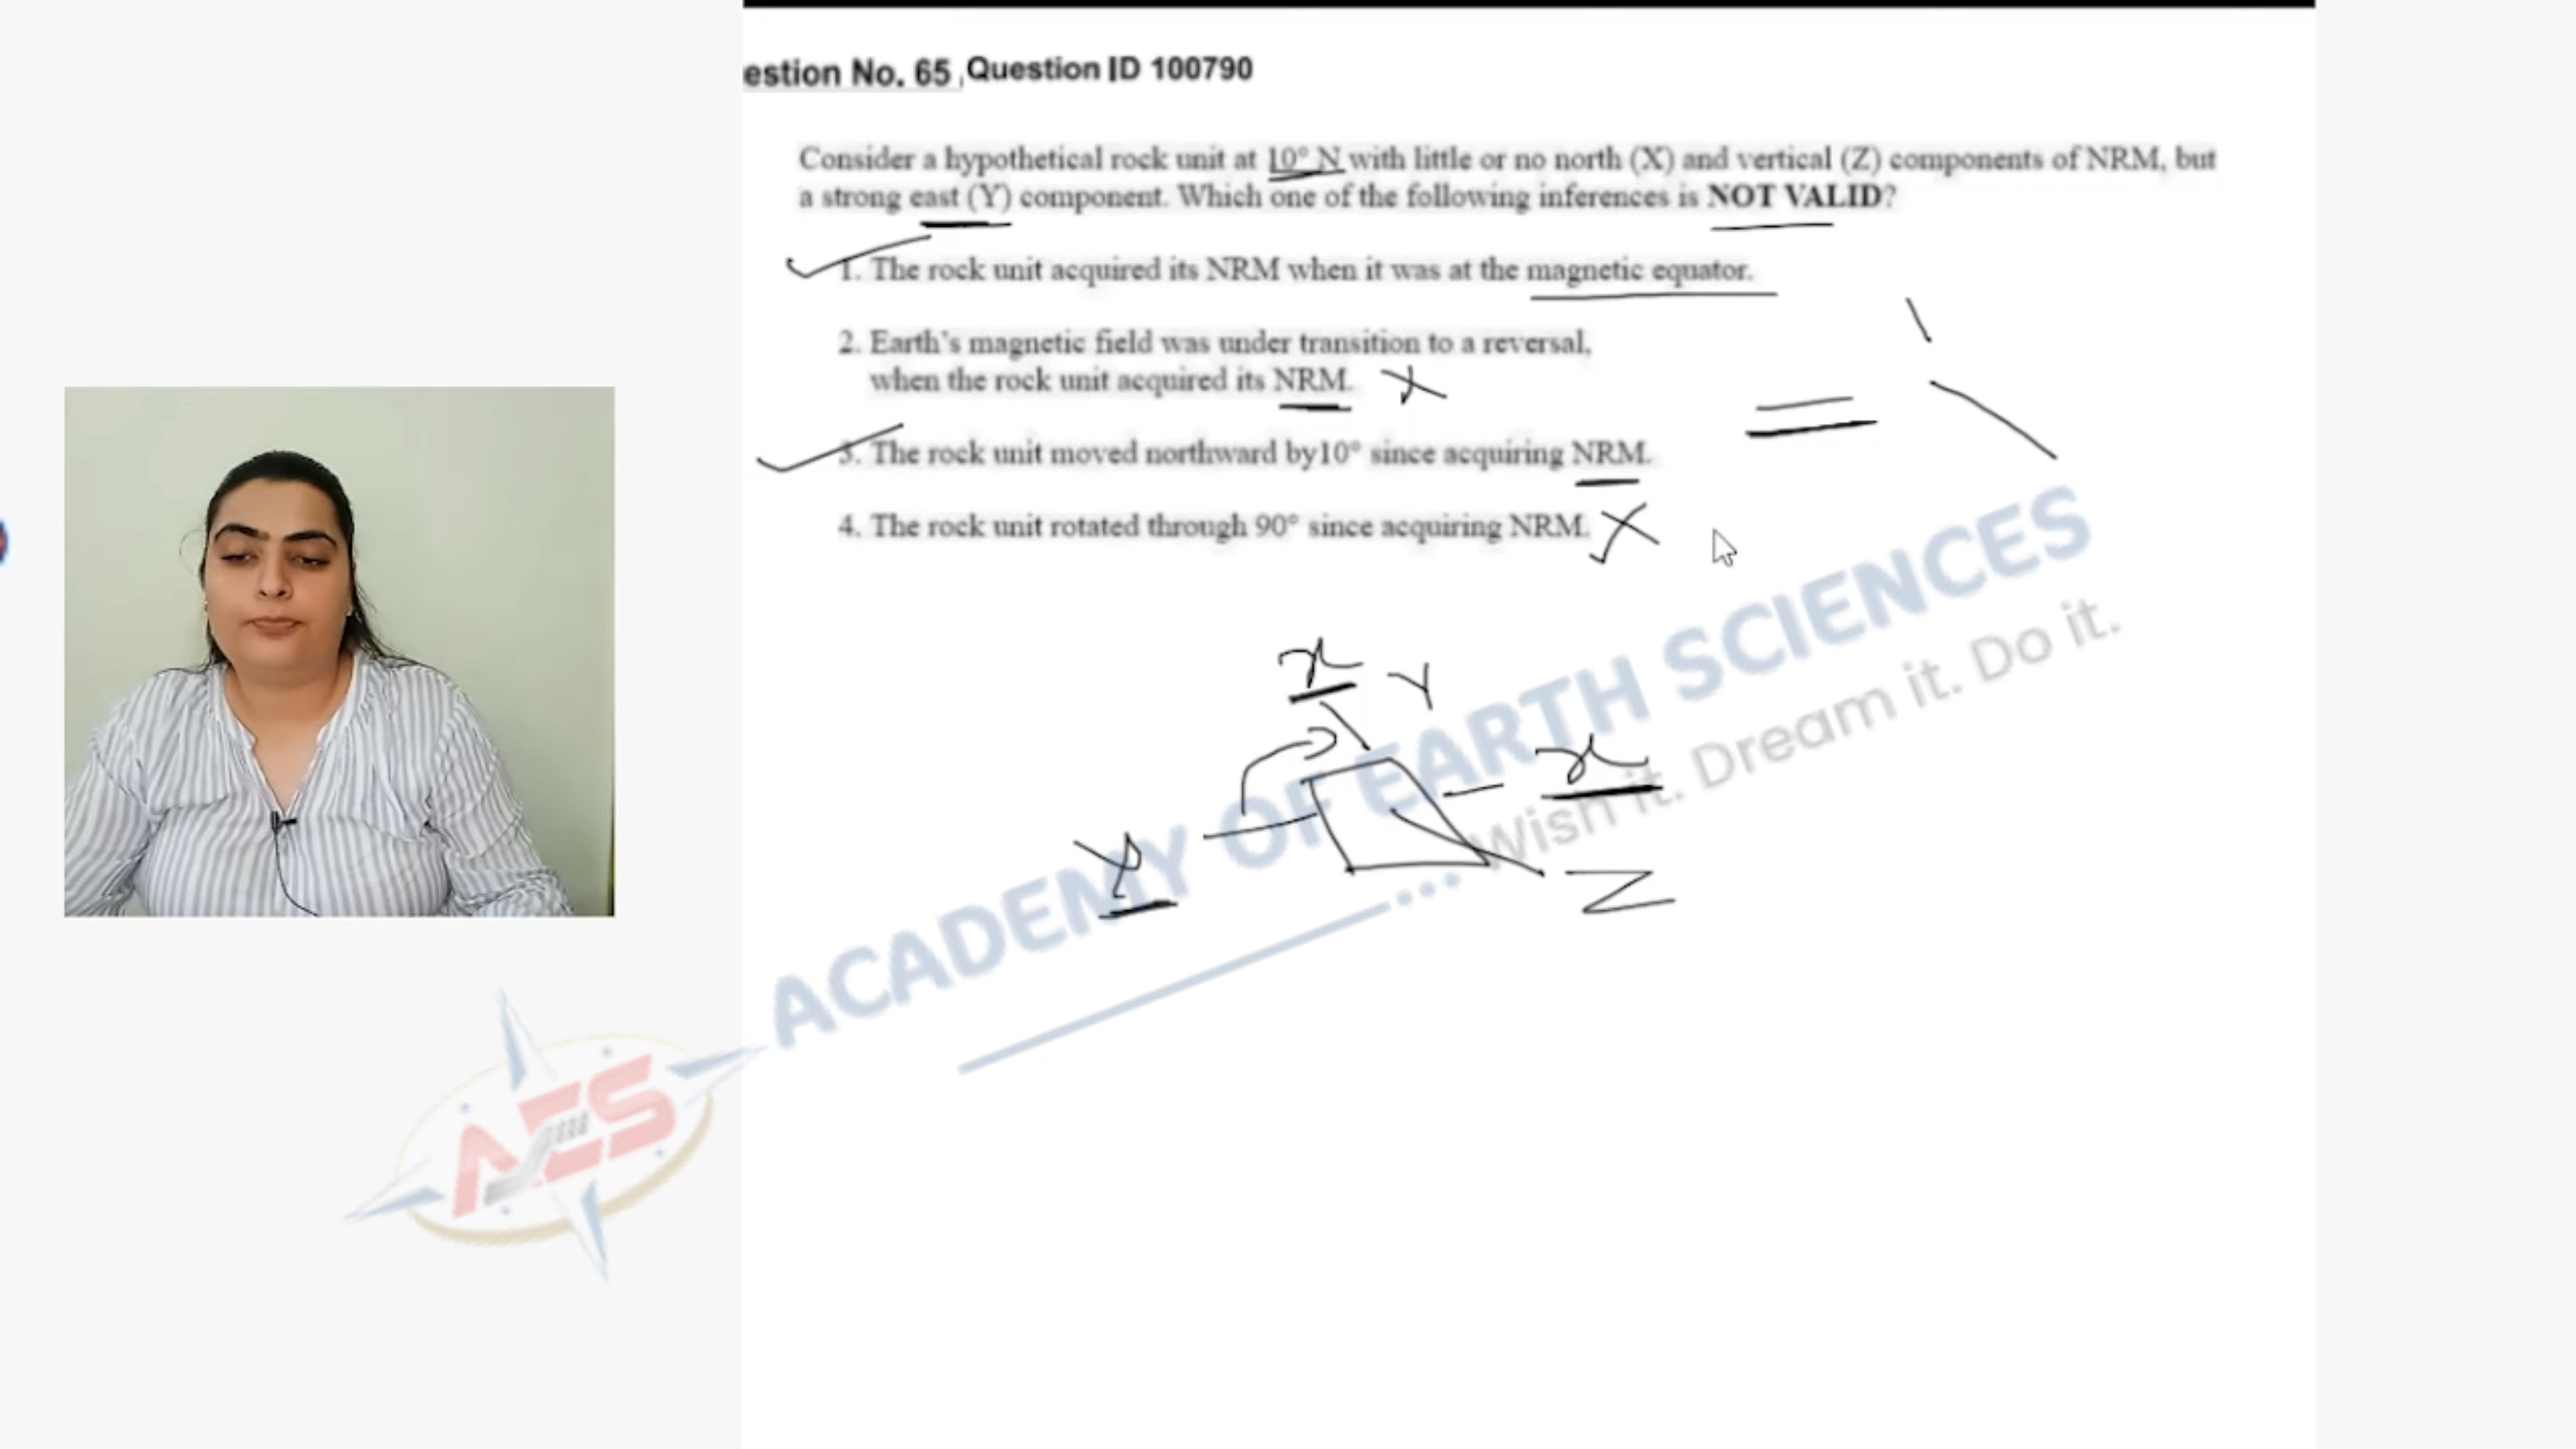 estion No. 65 , Question ID 100790
Consider a hypothetical rock unit at 10° N with little or no north (X) and vertical (Z) components of NRM, but
a strong east (Y) component. Which one of the following inferences is NOT VALID?
1. The rock unit acquired its NRM when it was at the magnetic equator.
2. Earth's magnetic field was under transition to a reversal,
when the rock unit acquired its NRM.
3. The rock unit moved northward by10° since acquiring NRM.
4. The rock unit rotated through 90° since acquiring NRM.
x Y
x
Y
Z
ACADEMY OF EARTH SCIENCES
... Wish it. Dream it. Do it.
AES